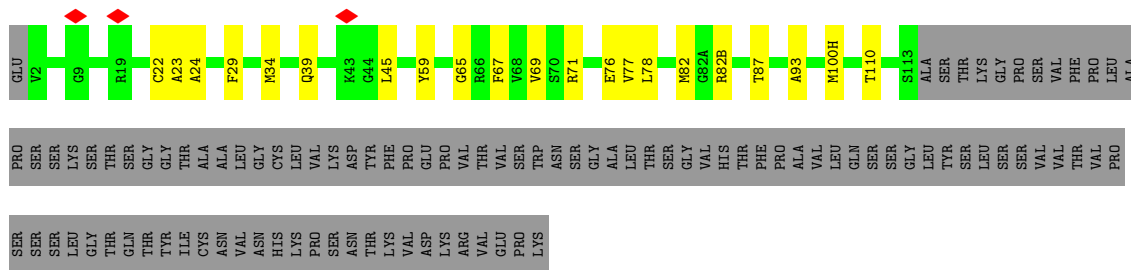 GLU V2 G9 R19 C22 A23 A24 F29 M34 Q39 K43 G44 L45 Y59 G65 R66 F67 V68 V69 S70 R71 E76 V77 L78 M82 G82A R82B T87 A93 M100H T110 S113 ALA SER THR LYS GLY PRO SER VAL PHE PRO LEU ALA
PRO SER SER LYS SER THR SER GLY GLY THR ALA ALA LEU GLY CYS LEU VAL LYS ASP TYR PHE PRO GLU PRO VAL THR VAL SER TRP ASN SER GLY ALA LEU THR SER GLY VAL HIS THR PHE PRO ALA VAL LEU GLN SER SER GLY LEU TYR SER LEU SER SER VAL VAL THR VAL PRO
SER SER SER LEU GLY THR GLN THR TYR ILE CYS ASN VAL ASN HIS LYS PRO SER ASN THR LYS VAL ASP LYS ARG VAL GLU PRO LYS